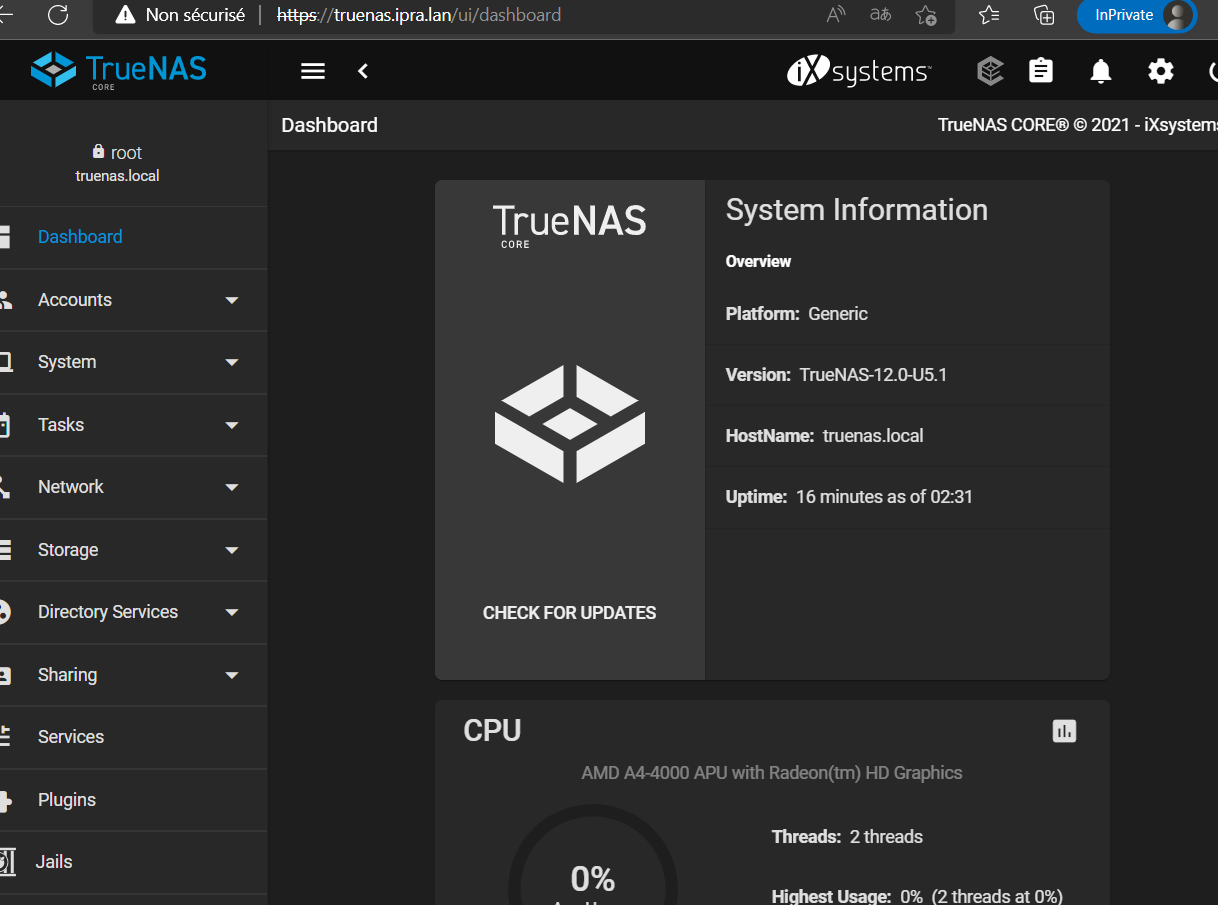 Non sécurisé
https://truenas.ipra.lan/ui/dashboard
InPrivate
TrueNAS
CORE
iXsystems™
Dashboard
TrueNAS CORE® © 2021 - iXsystems
root
truenas.local
Dashboard
Accounts
System
Tasks
Network
Storage
Directory Services
Sharing
Services
Plugins
Jails
TrueNAS
CORE
CHECK FOR UPDATES
System Information
Overview
Platform: Generic
Version: TrueNAS-12.0-U5.1
HostName: truenas.local
Uptime: 16 minutes as of 02:31
CPU
AMD A4-4000 APU with Radeon(tm) HD Graphics
0%
Threads: 2 threads
Highest Usage: 0% (2 threads at 0%)